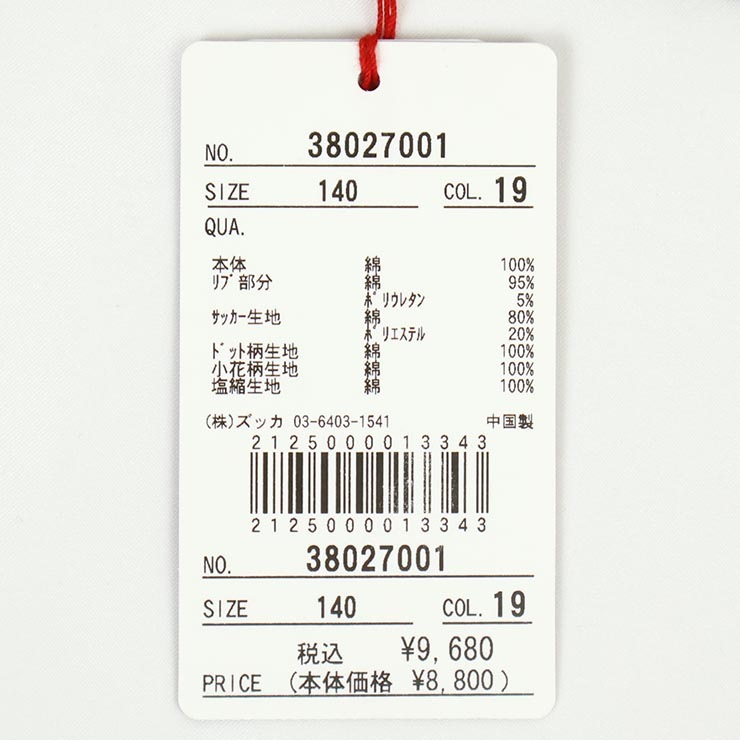 NO. 38027001
SIZE 140 COL. 19
QUA.
本体 綿 100%
ﾘﾌﾞ部分 綿 95%
ﾎﾟﾘｳﾚﾀﾝ 5%
ｻｯｶｰ生地 綿 80%
ﾎﾟﾘｴｽﾃﾙ 20%
ﾄﾞｯﾄ柄生地 綿 100%
小花柄生地 綿 100%
塩縮生地 綿 100%
(株)ズッカ 03-6403-1541 中国製
2125000013343
2125000013343
NO. 38027001
SIZE 140 COL. 19
税込 ¥9,680
PRICE (本体価格 ¥8,800)